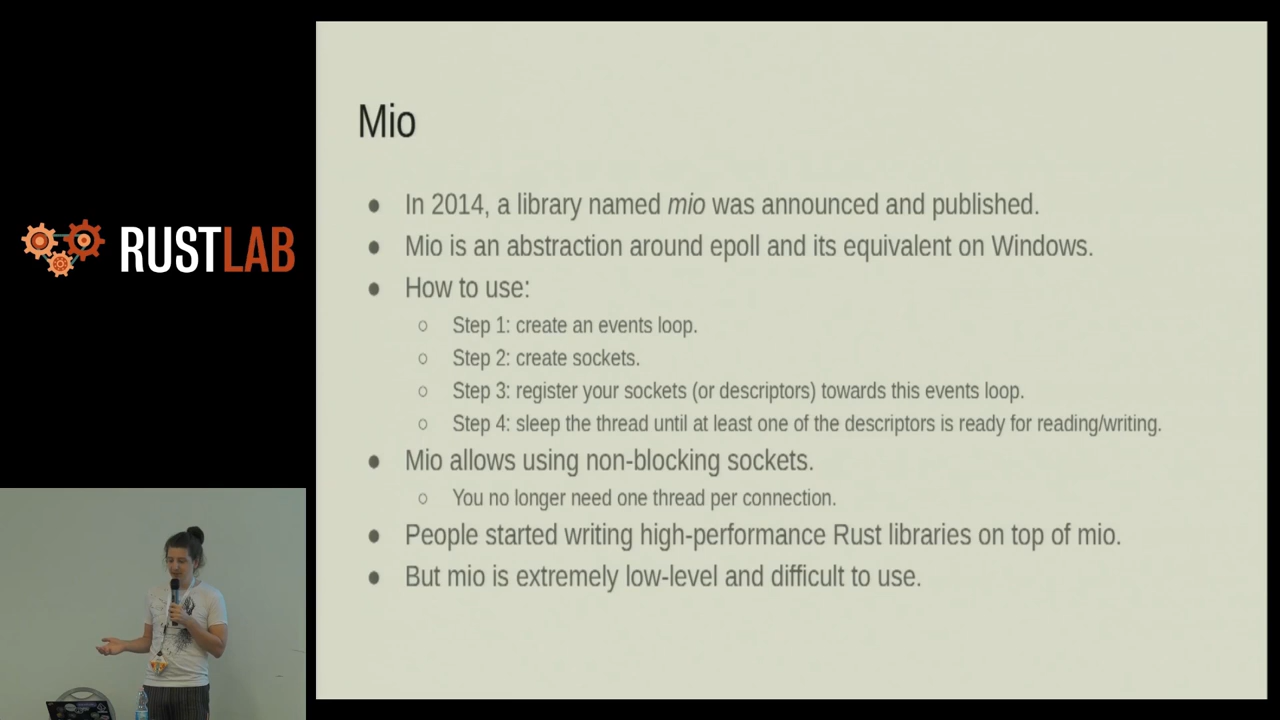 RUSTLAB
Mio
● In 2014, a library named mio was announced and published.
● Mio is an abstraction around epoll and its equivalent on Windows.
● How to use:
○ Step 1: create an events loop.
○ Step 2: create sockets.
○ Step 3: register your sockets (or descriptors) towards this events loop.
○ Step 4: sleep the thread until at least one of the descriptors is ready for reading/writing.
● Mio allows using non-blocking sockets.
○ You no longer need one thread per connection.
● People started writing high-performance Rust libraries on top of mio.
● But mio is extremely low-level and difficult to use.